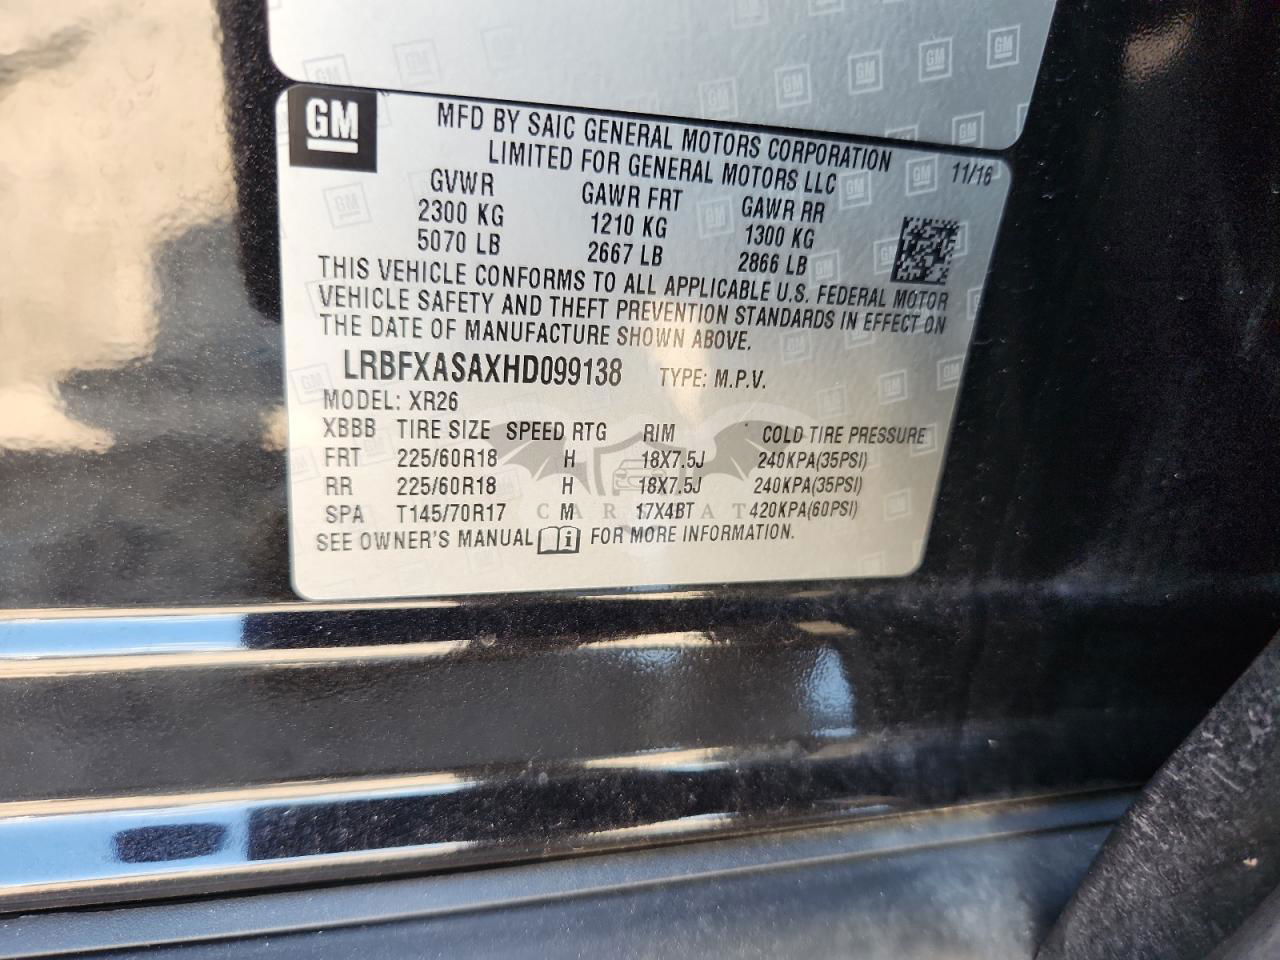 GM
MFD BY SAIC GENERAL MOTORS CORPORATION
LIMITED FOR GENERAL MOTORS LLC
11/16
GVWR GAWR FRT GAWR RR
2300 KG 1210 KG 1300 KG
5070 LB 2667 LB 2866 LB
THIS VEHICLE CONFORMS TO ALL APPLICABLE U.S. FEDERAL MOTOR
VEHICLE SAFETY AND THEFT PREVENTION STANDARDS IN EFFECT ON
THE DATE OF MANUFACTURE SHOWN ABOVE.
LRBFXASAXHD099138 TYPE: M.P.V.
MODEL: XR26
XBBB TIRE SIZE SPEED RTG RIM COLD TIRE PRESSURE
FRT 225/60R18 H 18X7.5J 240KPA(35PSI)
RR 225/60R18 H 18X7.5J 240KPA(35PSI)
SPA T145/70R17 M 17X4BT 420KPA(60PSI)
SEE OWNER'S MANUAL FOR MORE INFORMATION.